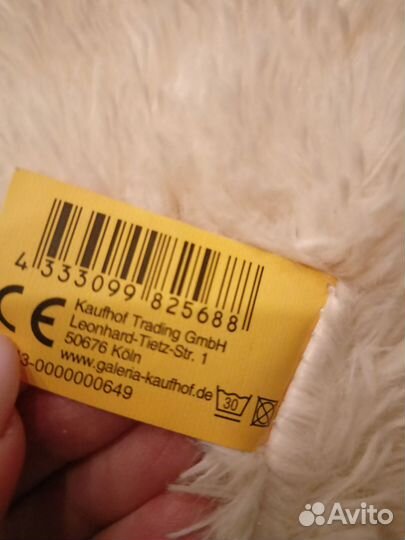 4 333099 825688
CE
Kaufhof Trading GmbH
Leonhard-Tietz-Str. 1
50676 Köln
www.galeria-kaufhof.de
3-0000000649
30
Avito